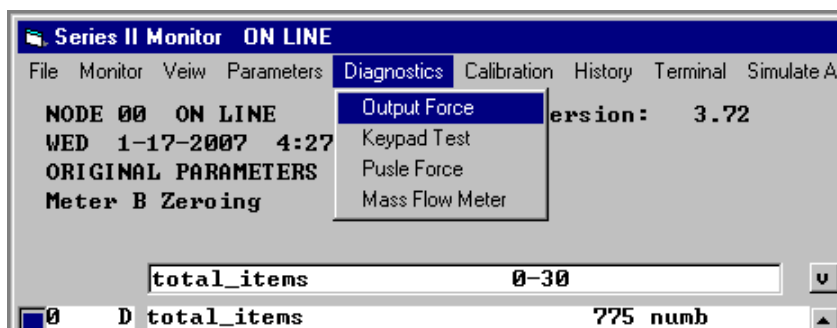 Series II Monitor ON LINE
File Monitor Veiw Parameters Diagnostics Calibration History Terminal Simulate A
Output Force
Keypad Test
Pusle Force
Mass Flow Meter
NODE 00 ON LINE ersion: 3.72
WED 1-17-2007 4:27
ORIGINAL PARAMETERS
Meter B Zeroing
total_items 0-30
v
0 D total_items 775 numb